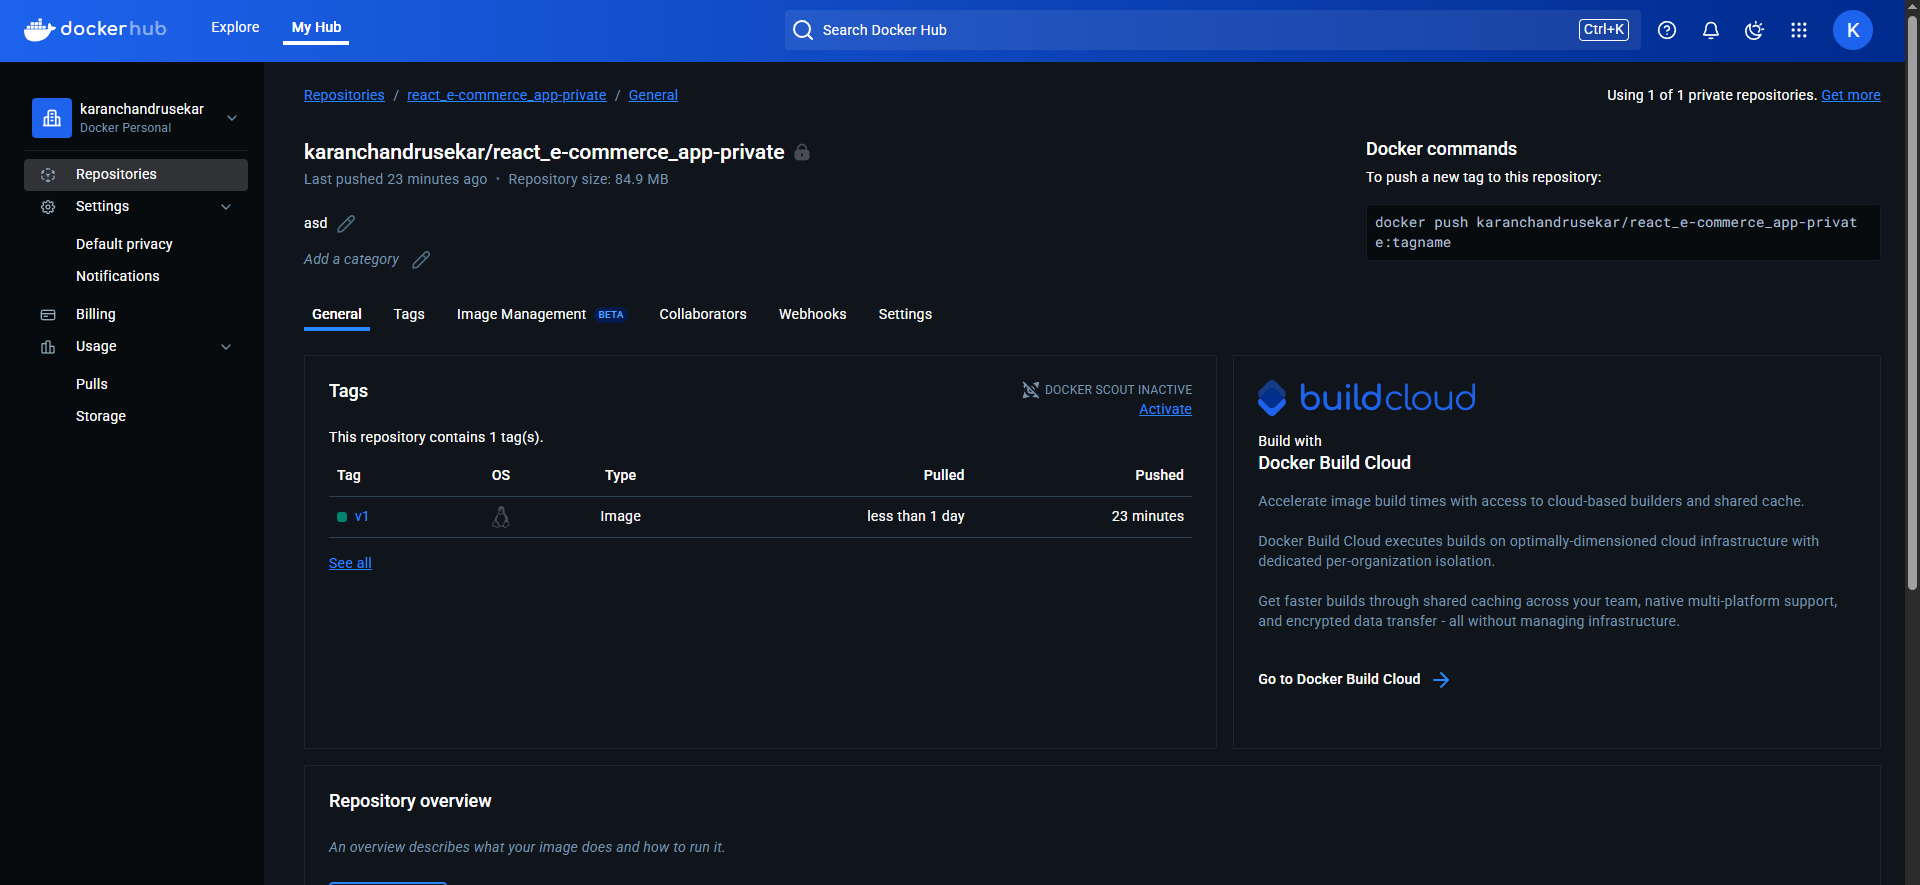 dockerhub
Explore
My Hub
Search Docker Hub
Ctrl+K
K
karanchandrusekar
Docker Personal
Repositories
Settings
Default privacy
Notifications
Billing
Usage
Pulls
Storage
Repositories / react_e-commerce_app-private / General
Using 1 of 1 private repositories. Get more
karanchandrusekar/react_e-commerce_app-private
Last pushed 23 minutes ago • Repository size: 84.9 MB
asd
Add a category
Docker commands
To push a new tag to this repository:
docker push karanchandrusekar/react_e-commerce_app-privat
e:tagname
General
Tags
Image Management BETA
Collaborators
Webhooks
Settings
Tags
DOCKER SCOUT INACTIVE
Activate
This repository contains 1 tag(s).
Tag OS Type Pulled Pushed
v1 Image less than 1 day 23 minutes
See all
buildcloud
Build with
Docker Build Cloud
Accelerate image build times with access to cloud-based builders and shared cache.
Docker Build Cloud executes builds on optimally-dimensioned cloud infrastructure with
dedicated per-organization isolation.
Get faster builds through shared caching across your team, native multi-platform support,
and encrypted data transfer - all without managing infrastructure.
Go to Docker Build Cloud
Repository overview
An overview describes what your image does and how to run it.